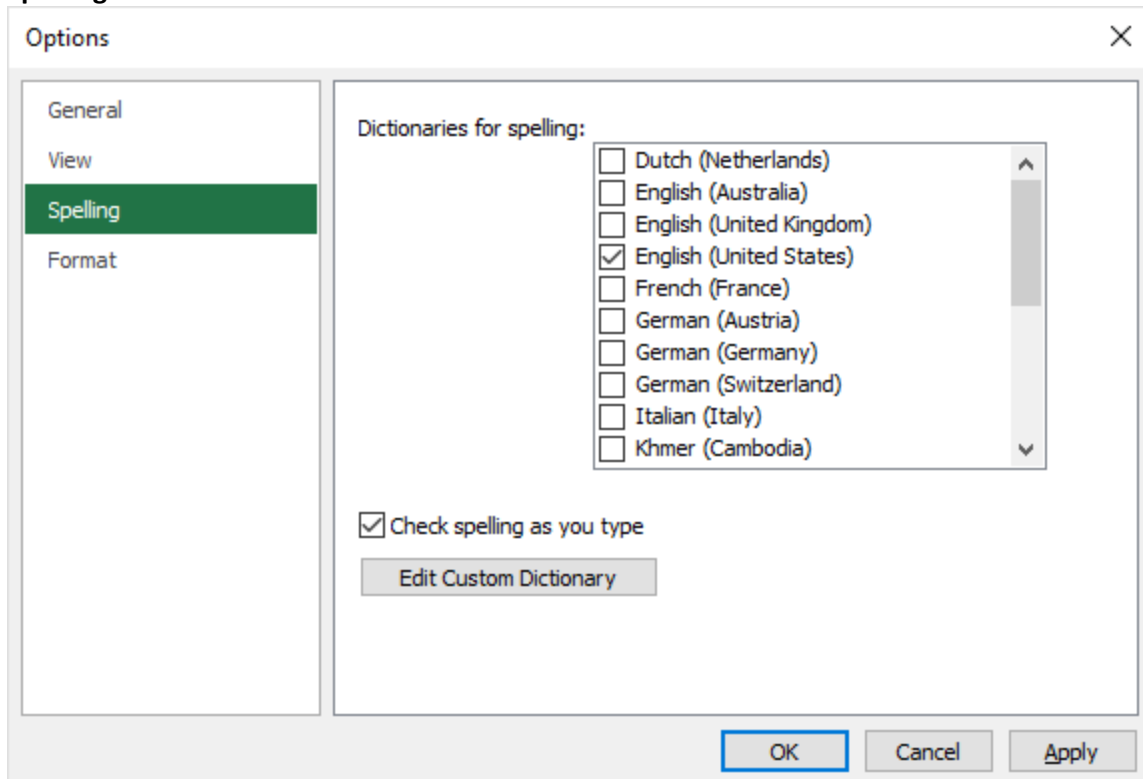 Options
General
View
Spelling
Format
Dictionaries for spelling:
Dutch (Netherlands)
English (Australia)
English (United Kingdom)
English (United States)
French (France)
German (Austria)
German (Germany)
German (Switzerland)
Italian (Italy)
Khmer (Cambodia)
Check spelling as you type
Edit Custom Dictionary
OK Cancel Apply